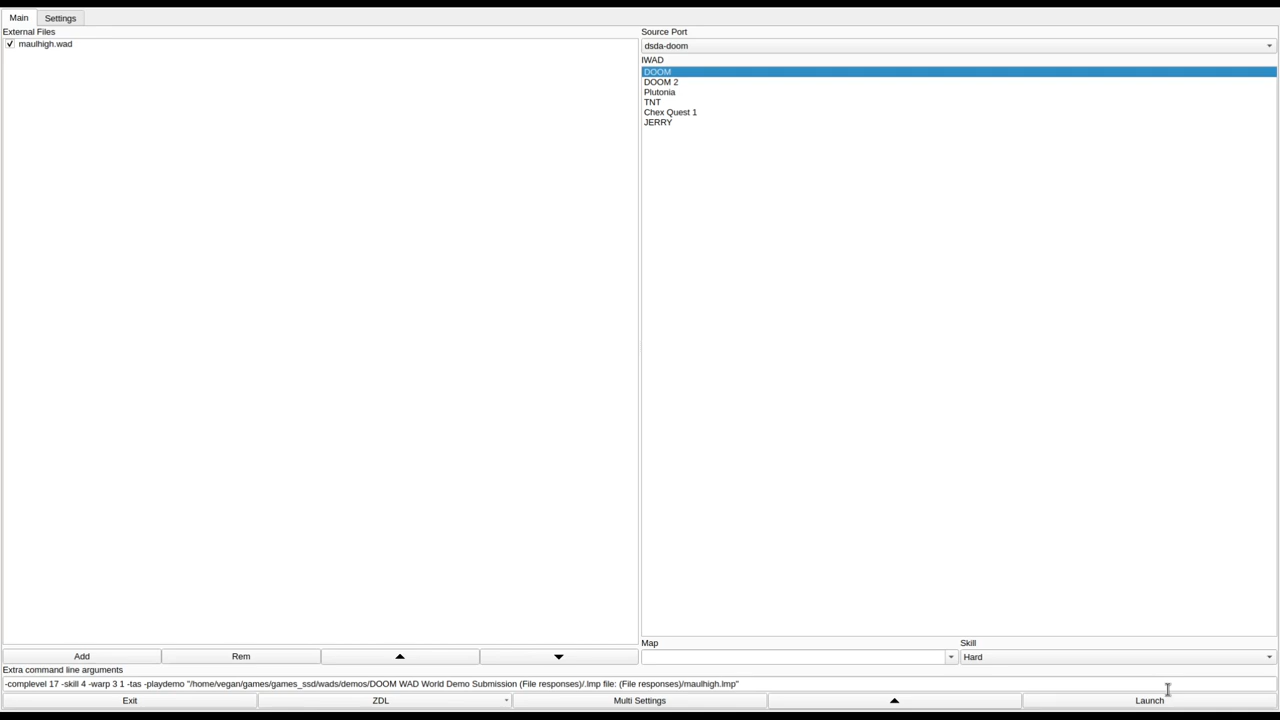 Main Settings
External Files
maulhigh.wad
Source Port
dsda-doom
IWAD
DOOM
DOOM 2
Plutonia
TNT
Chex Quest 1
JERRY
Add Rem
Map Skill
Hard
Extra command line arguments
-complevel 17 -skill 4 -warp 3 1 -tas -playdemo "/home/vegan/games/games_ssd/wads/demos/DOOM WAD World Demo Submission (File responses)/.lmp file: (File responses)/maulhigh.lmp"
Exit ZDL Multi Settings Launch